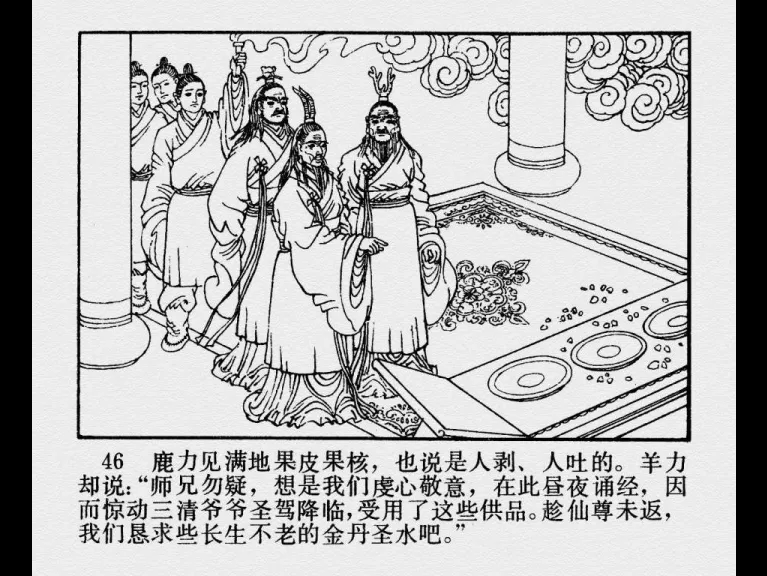 46 鹿力见满地果皮果核，也说是人剥、人吐的。羊力
却说：“师兄勿疑，想是我们虔心敬意，在此昼夜诵经，因
而惊动三清爷爷圣驾降临，受用了这些供品。趁仙尊未返，
我们恳求些长生不老的金丹圣水吧。”